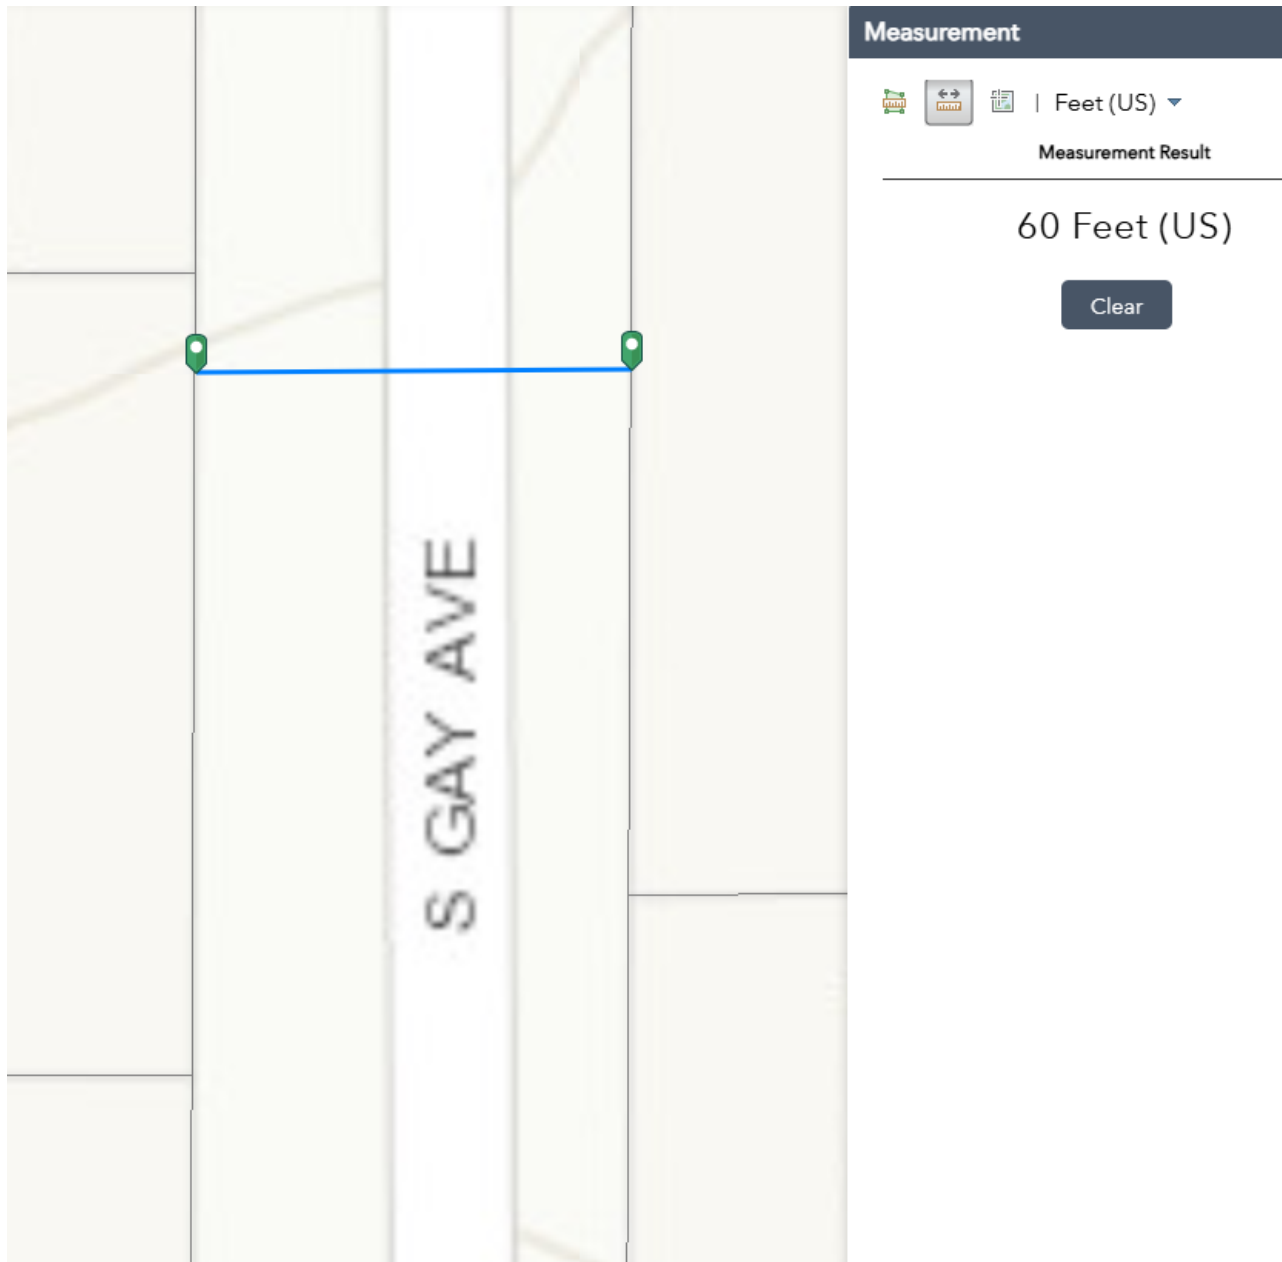 S GAY AVE
Measurement
| Feet (US)
Measurement Result
60 Feet (US)
Clear